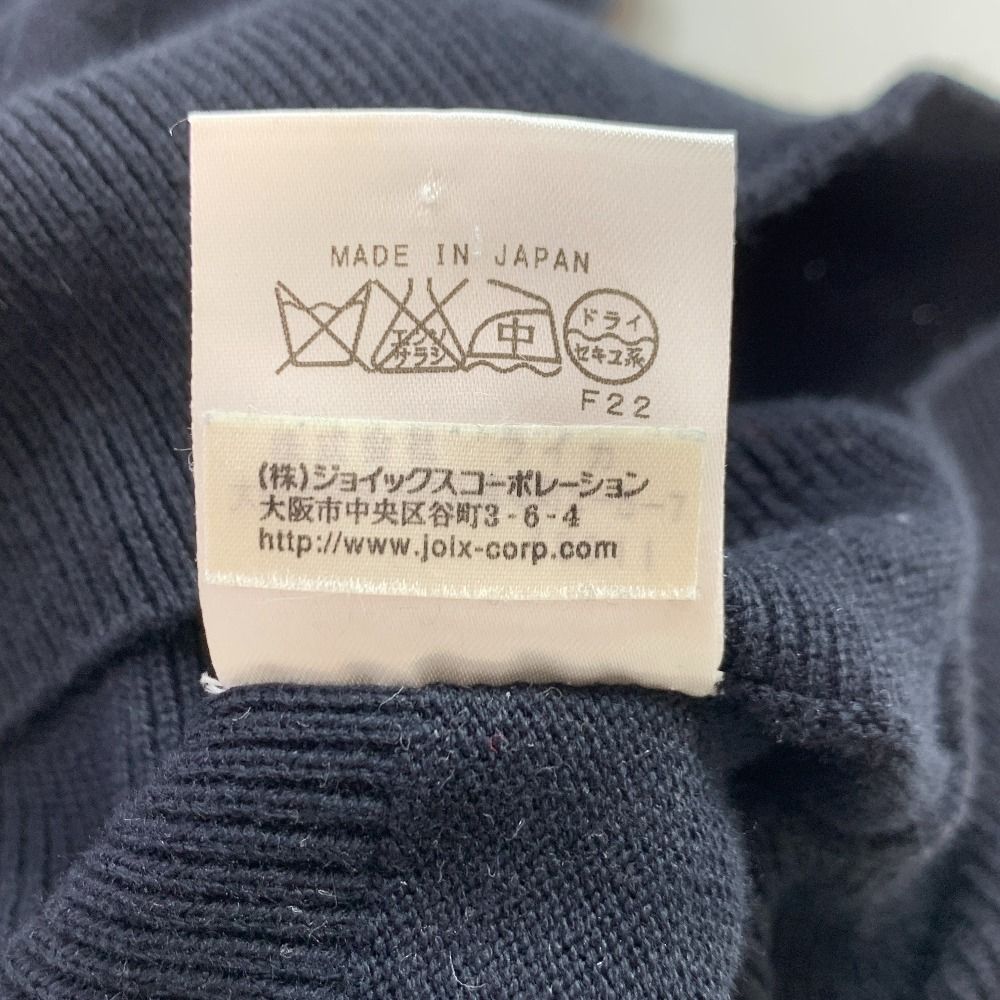 MADE IN JAPAN
エンソ
サラシ
中
ドライ
セキユ系
F22
(株)ジョイックスコーポレーション
大阪市中央区谷町3-6-4
http://www.joix-corp.com